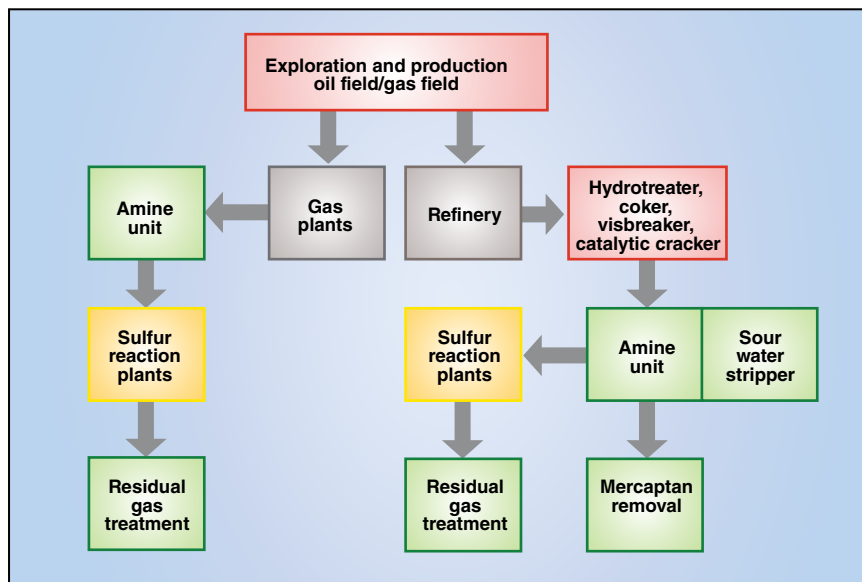 Exploration and production
oil field/gas field
Amine
unit
Gas
plants
Refinery
Hydrotreater,
coker,
visbreaker,
catalytic cracker
Sulfur
reaction
plants
Sulfur
reaction
plants
Amine
unit
Sour
water
stripper
Residual
gas
treatment
Residual
gas
treatment
Mercaptan
removal